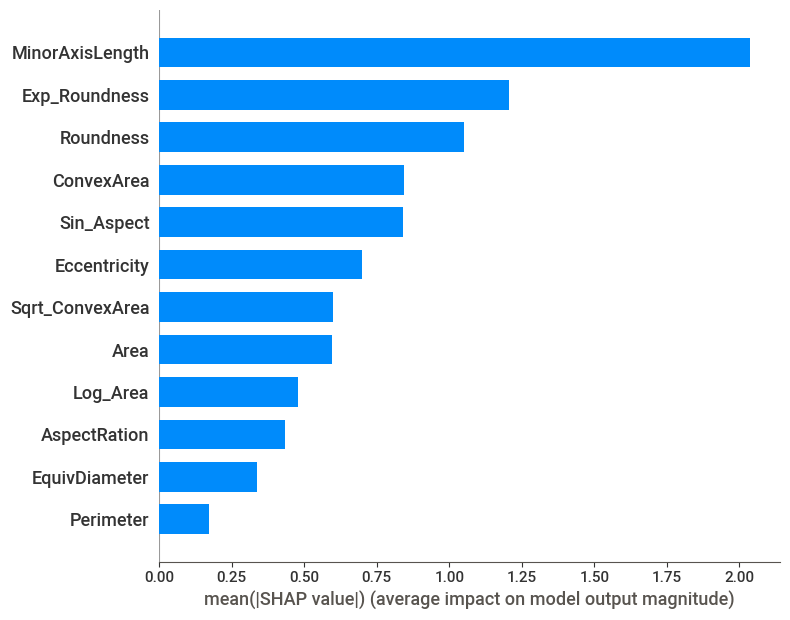 MinorAxisLength
Exp_Roundness
Roundness
ConvexArea
Sin_Aspect
Eccentricity
Sqrt_ConvexArea
Area
Log_Area
AspectRation
EquivDiameter
Perimeter
0.00 0.25 0.50 0.75 1.00 1.25 1.50 1.75 2.00
mean(|SHAP value|) (average impact on model output magnitude)